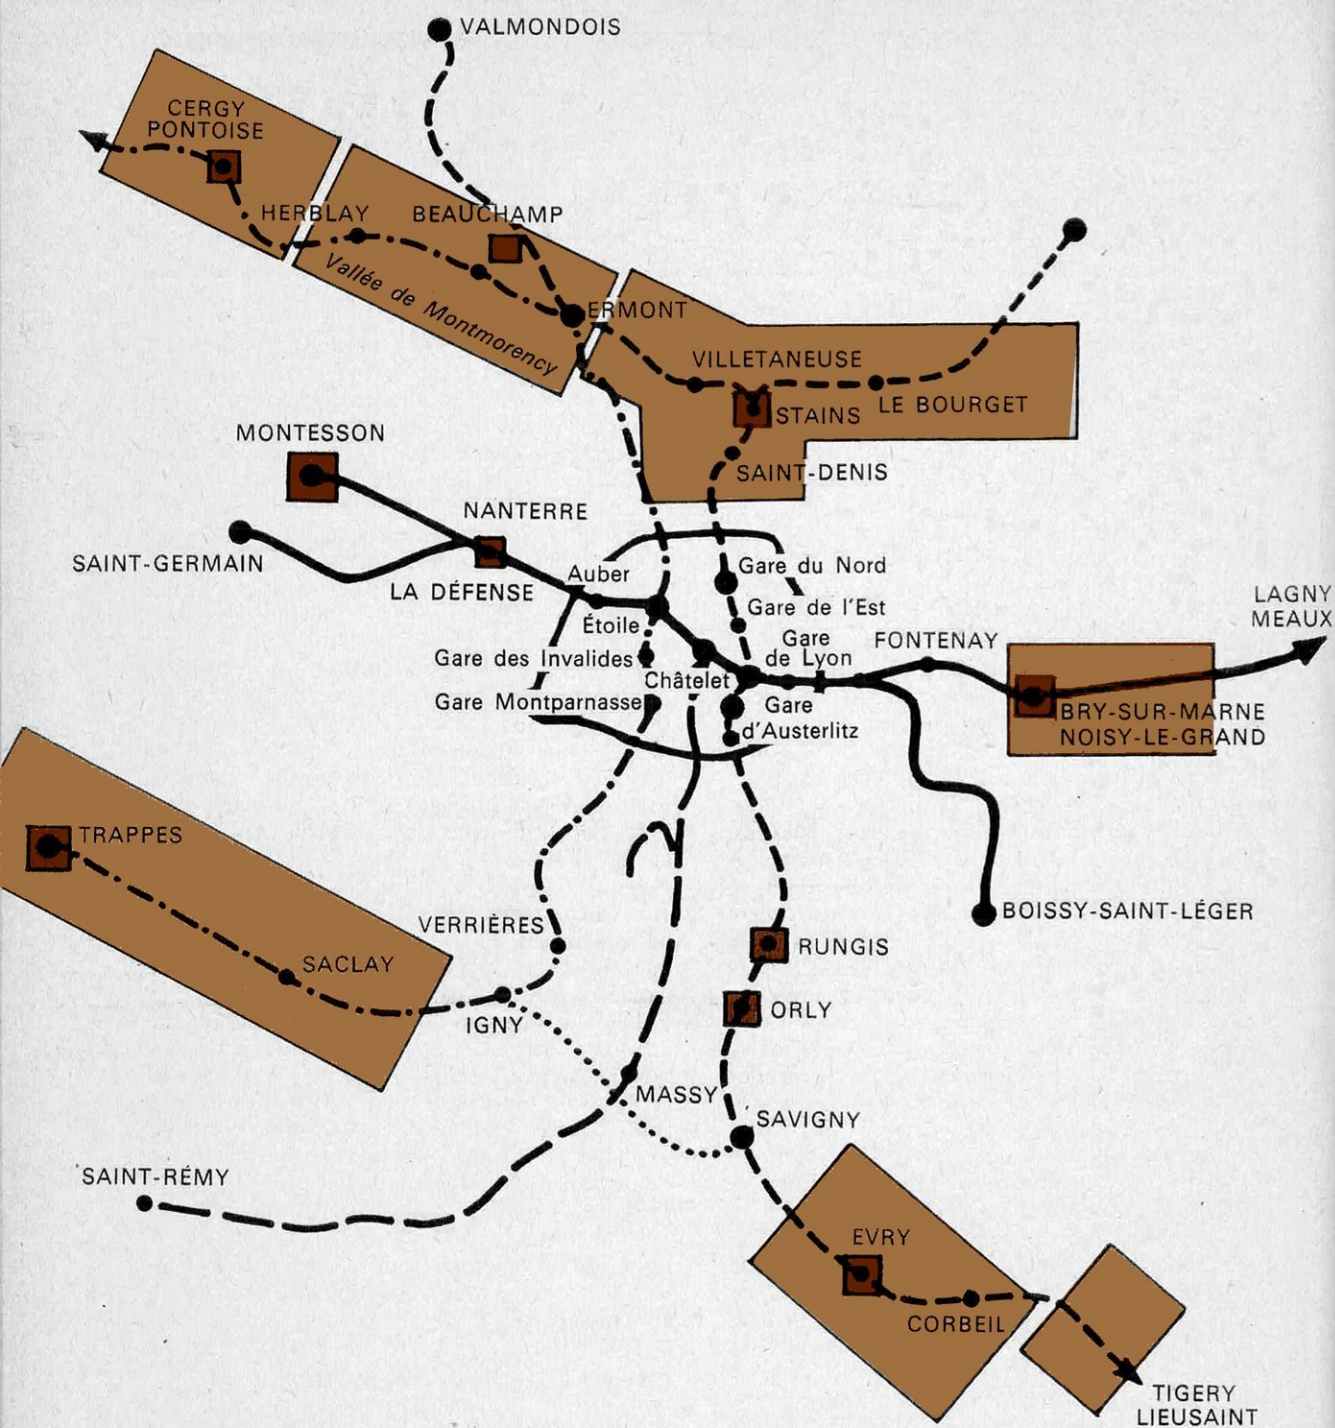 VALMONDOIS
CERGY
PONTOISE
HERBLAY
BEAUCHAMP
Vallée de Montmorency
ERMONT
VILLETANEUSE
STAINS
LE BOURGET
SAINT-DENIS
MONTESSON
NANTERRE
SAINT-GERMAIN
LA DÉFENSE
Auber
Étoile
Gare du Nord
Gare de l'Est
Gare
de Lyon
FONTENAY
LAGNY
MEAUX
Gare des Invalides
Châtelet
Gare Montparnasse
Gare
d'Austerlitz
BRY-SUR-MARNE
NOISY-LE-GRAND
TRAPPES
VERRIÈRES
BOISSY-SAINT-LÉGER
RUNGIS
SACLAY
IGNY
ORLY
MASSY
SAVIGNY
SAINT-RÉMY
EVRY
CORBEIL
TIGERY
LIEUSAINT